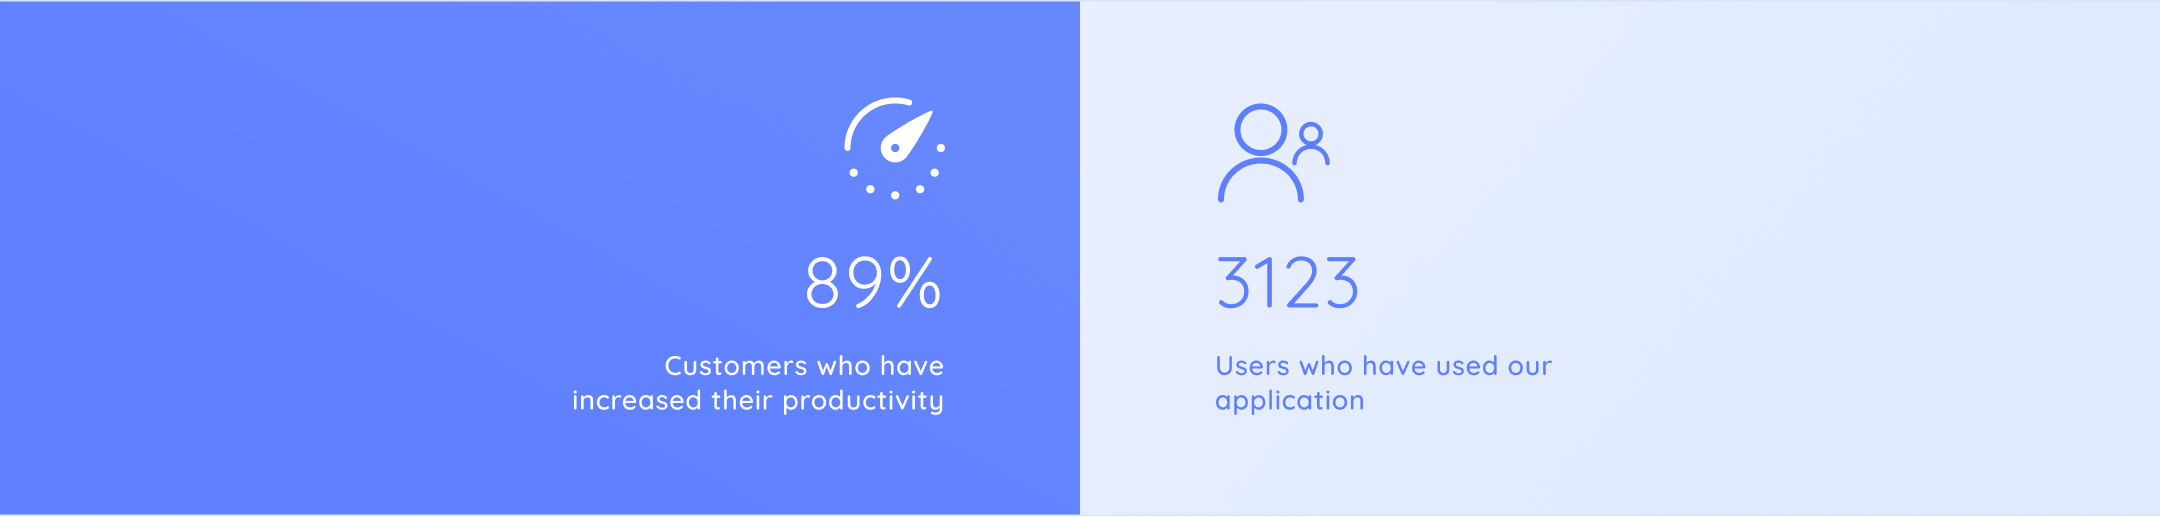 89%
Customers who have
increased their productivity
3123
Users who have used our
application